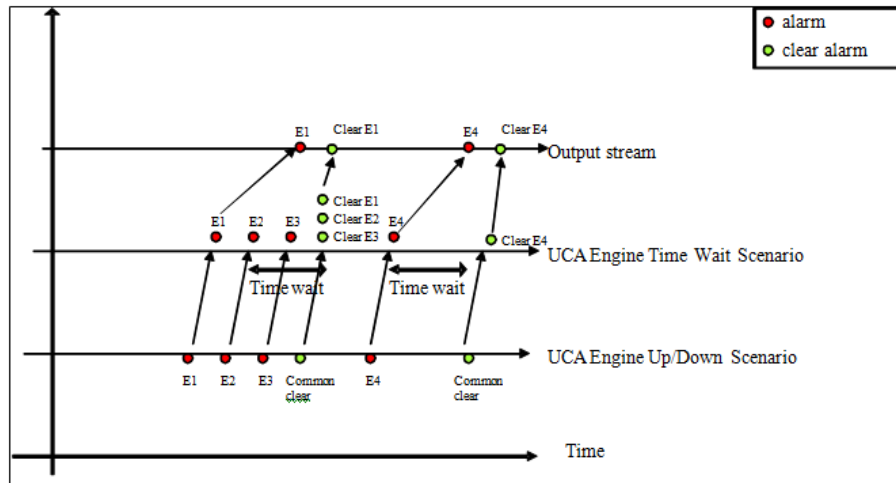 alarm
clear alarm
E1
Clear E1
E4
Clear E4
Output stream
E1
E2
E3
Clear E1
Clear E2
Clear E3
E4
Clear E4
UCA Engine Time Wait Scenario
Time wait
Time wait
UCA Engine Up/Down Scenario
E1
E2
E3
Common
clear
E4
Common
clear
Time